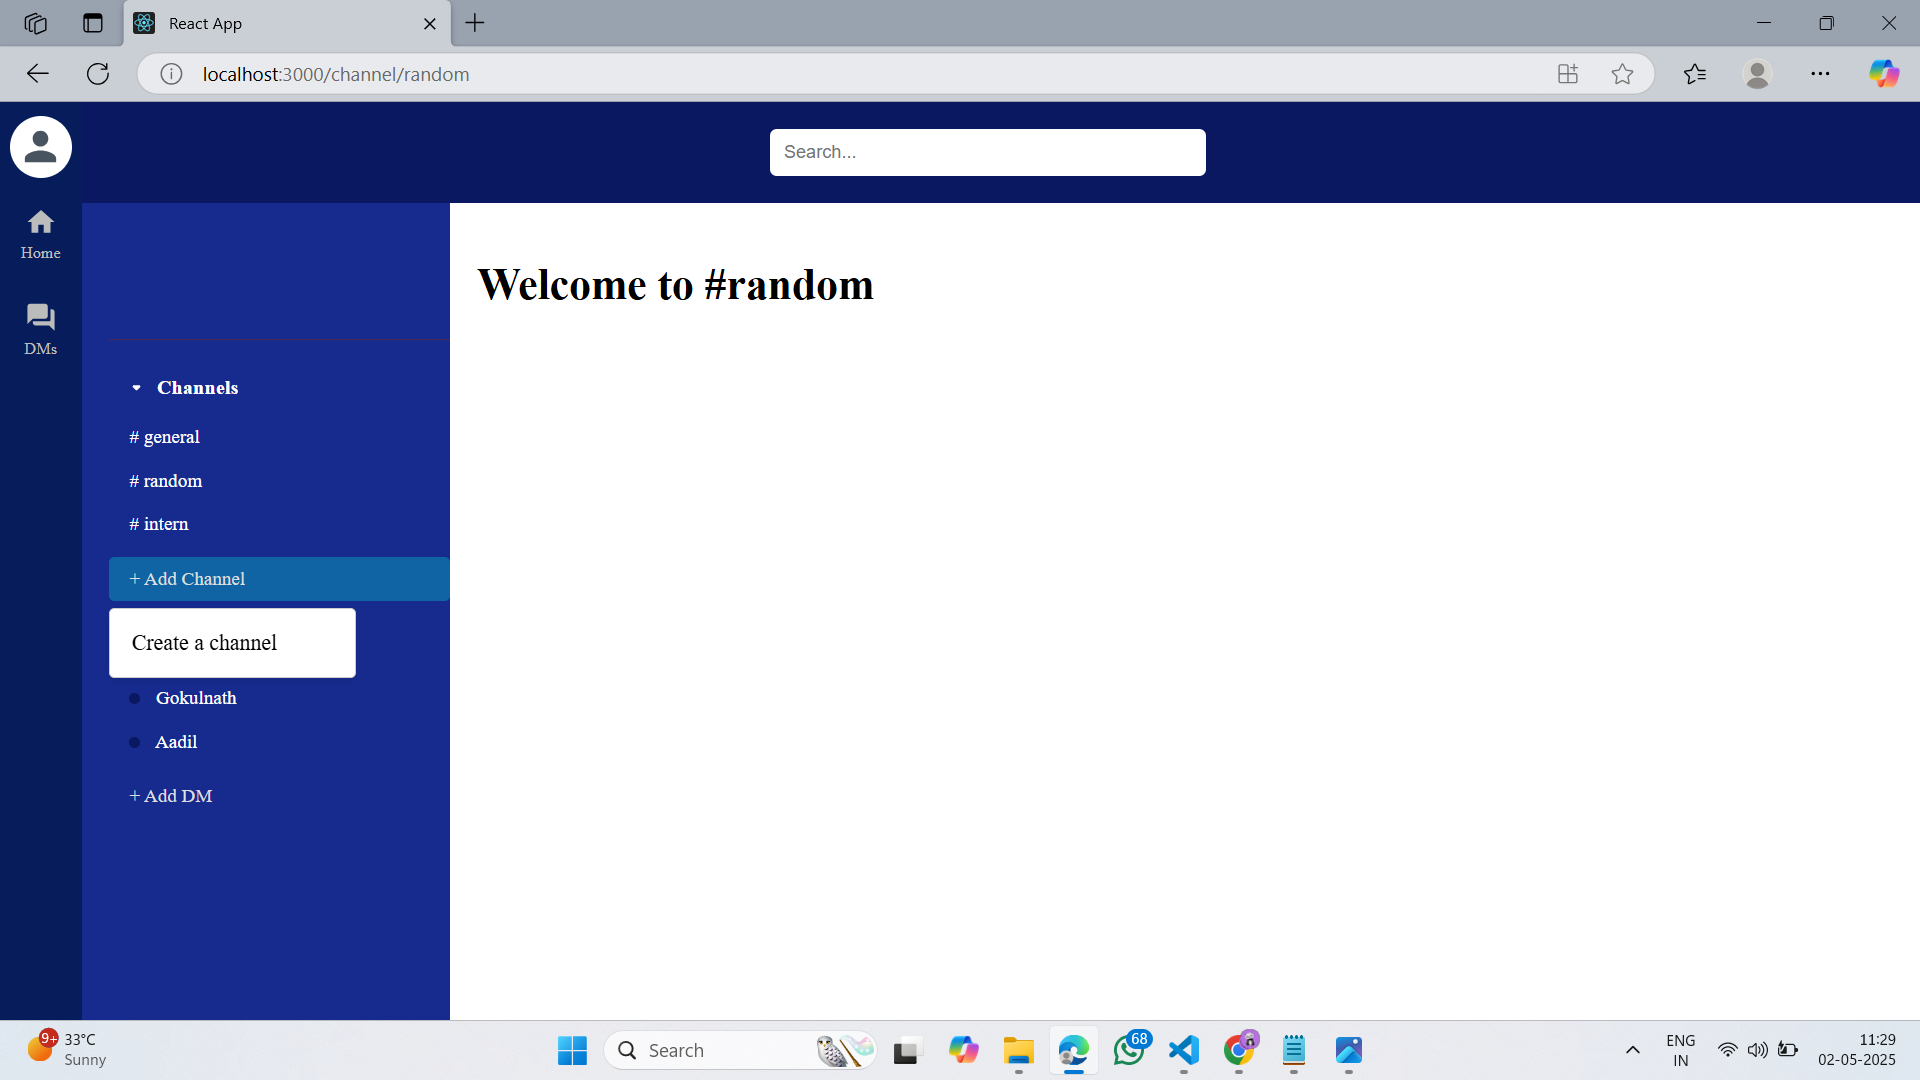 React App
localhost:3000/channel/random
Search...
Home
DMs
Welcome to #random
Channels
# general
# random
# intern
+ Add Channel
Create a channel
Gokulnath
Aadil
+ Add DM
9+
33°C
Sunny
Search
68
ENG
IN
11:29
02-05-2025